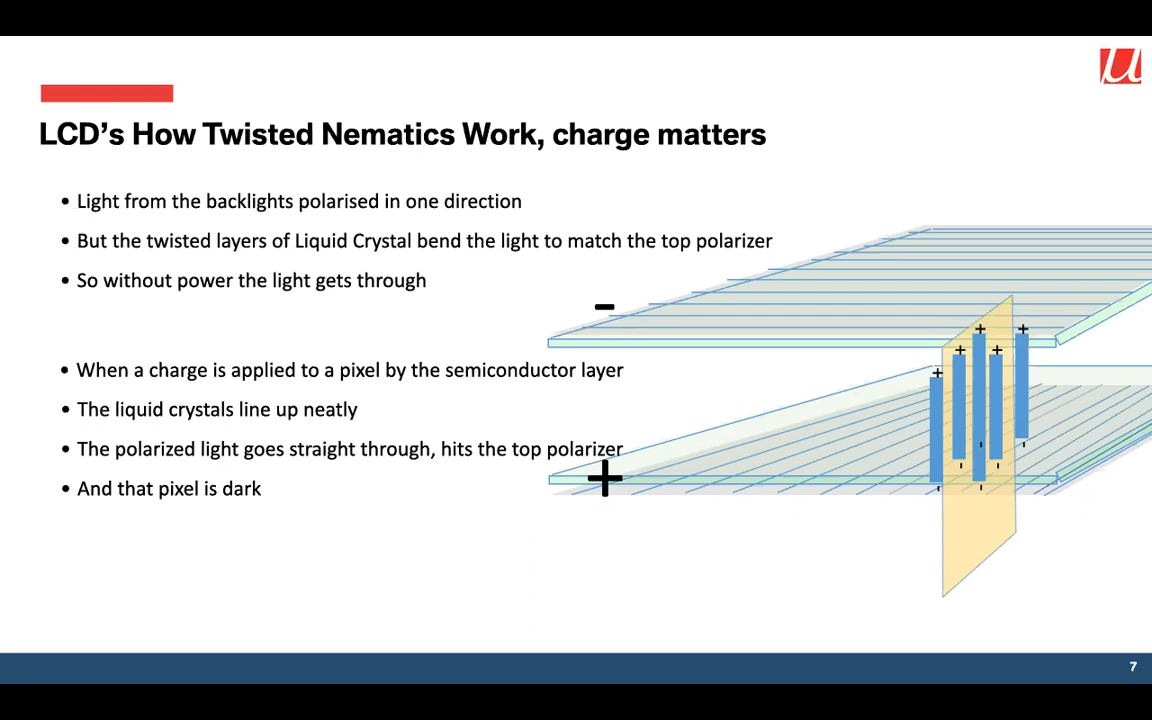 LCD's How Twisted Nematics Work, charge matters
• Light from the backlights polarised in one direction
• But the twisted layers of Liquid Crystal bend the light to match the top polarizer
• So without power the light gets through
-
• When a charge is applied to a pixel by the semiconductor layer
• The liquid crystals line up neatly
• The polarized light goes straight through, hits the top polarizer
+
• And that pixel is dark
+ + + + +
- - - - -
7